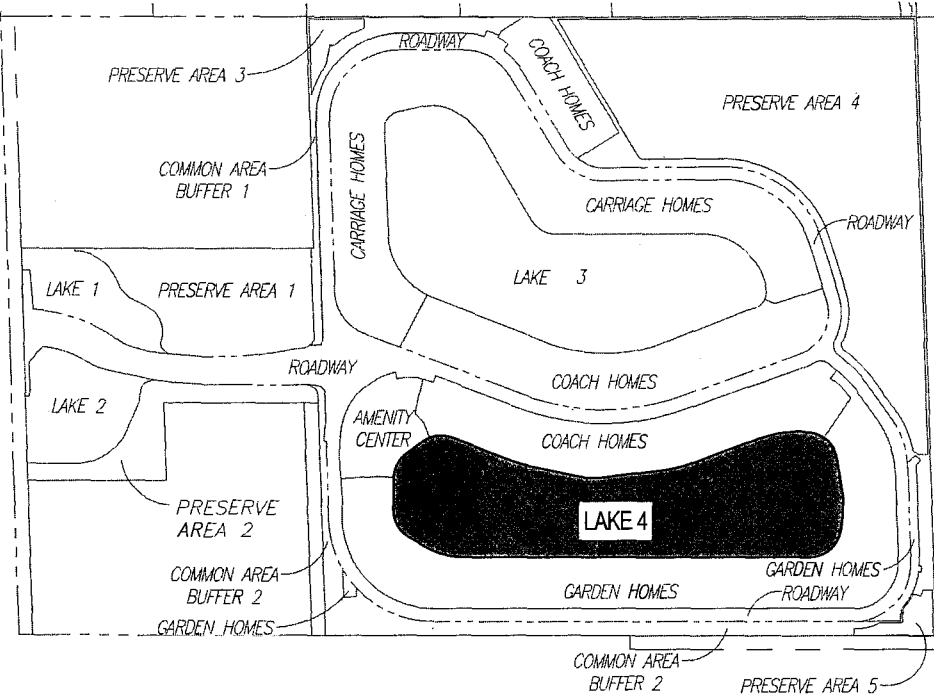 ROADWAY
PRESERVE AREA 3
COACH HOMES
PRESERVE AREA 4
COMMON AREA
BUFFER 1
CARRIAGE HOMES
CARRIAGE HOMES
ROADWAY
LAKE 1
PRESERVE AREA 1
LAKE 3
ROADWAY
COACH HOMES
LAKE 2
AMENITY
CENTER
COACH HOMES
PRESERVE
AREA 2
LAKE 4
COMMON AREA
BUFFER 2
GARDEN HOMES
GARDEN HOMES
ROADWAY
GARDEN HOMES
COMMON AREA
BUFFER 2
PRESERVE AREA 5